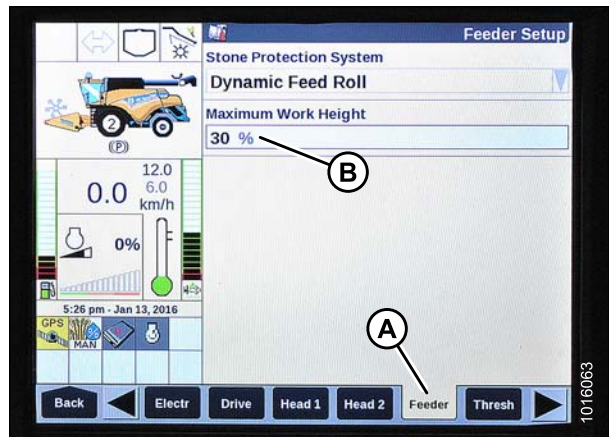 Feeder Setup
Stone Protection System
Dynamic Feed Roll
Maximum Work Height
30 %
B
2
(P)
12.0
0.0 6.0
km/h
0%
F
5:26 pm - Jan 13, 2016
GPS
MAN
A
Back Electr Drive Head 1 Head 2 Feeder Thresh
1016063